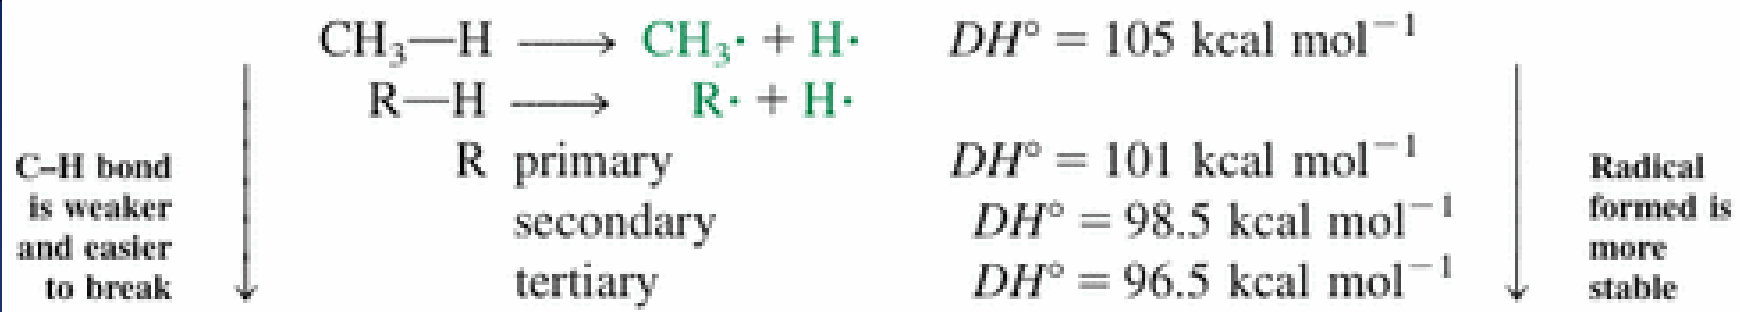 CH₃—H ⟶ CH₃· + H· DH° = 105 kcal mol⁻¹
R—H ⟶ R· + H·
R primary DH° = 101 kcal mol⁻¹
secondary DH° = 98.5 kcal mol⁻¹
tertiary DH° = 96.5 kcal mol⁻¹
C–H bond
is weaker
and easier
to break
Radical
formed is
more
stable